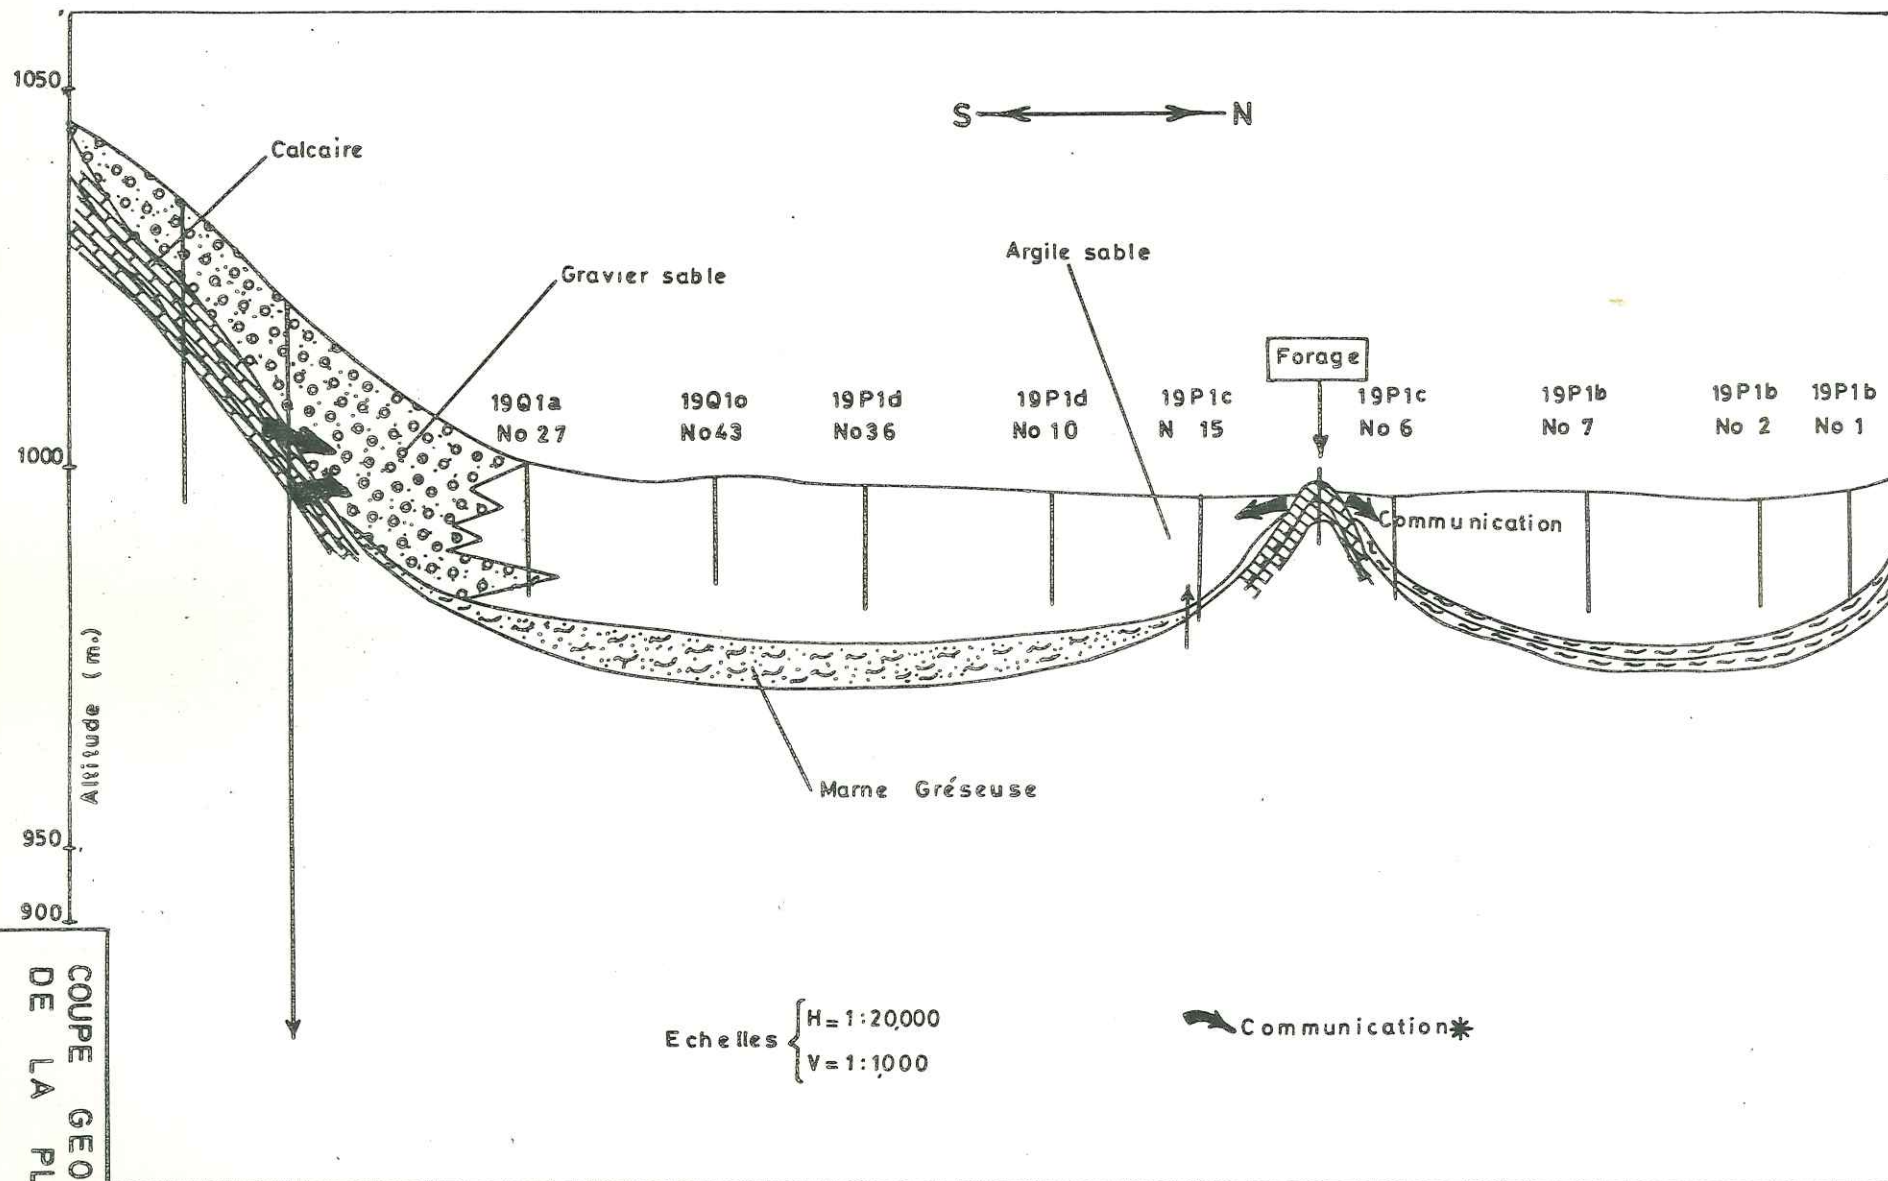 1050
S N
Calcaire
Argile sable
Gravier sable
Forage
19Q1a
No 27
19Q1o
No43
19P1d
No36
19P1d
No 10
19P1c
N 15
19P1c
No 6
19P1b
No 7
19P1b
No 2
19P1b
No 1
1000
Communication
Altitude (m)
Marne Gréseuse
950
900
COUPE GEO
DE LA PL
Echelles
H=1:20,000
V=1:1,000
Communication*